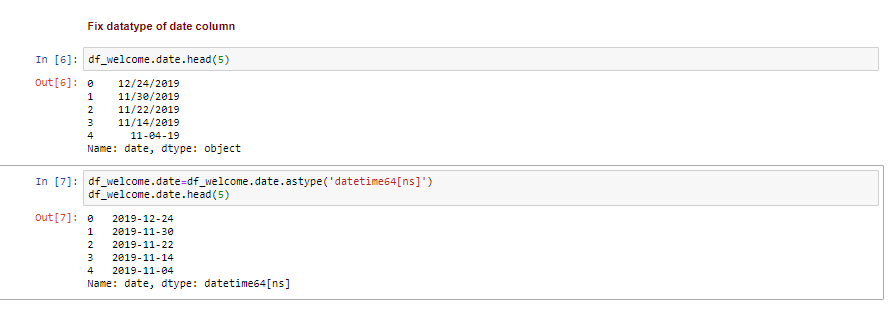 Fix datatype of date column
In [6]: df_welcome.date.head(5)
Out[6]: 0    12/24/2019
1    11/30/2019
2    11/22/2019
3    11/14/2019
4      11-04-19
Name: date, dtype: object
In [7]: df_welcome.date=df_welcome.date.astype('datetime64[ns]')
df_welcome.date.head(5)
Out[7]: 0   2019-12-24
1   2019-11-30
2   2019-11-22
3   2019-11-14
4   2019-11-04
Name: date, dtype: datetime64[ns]